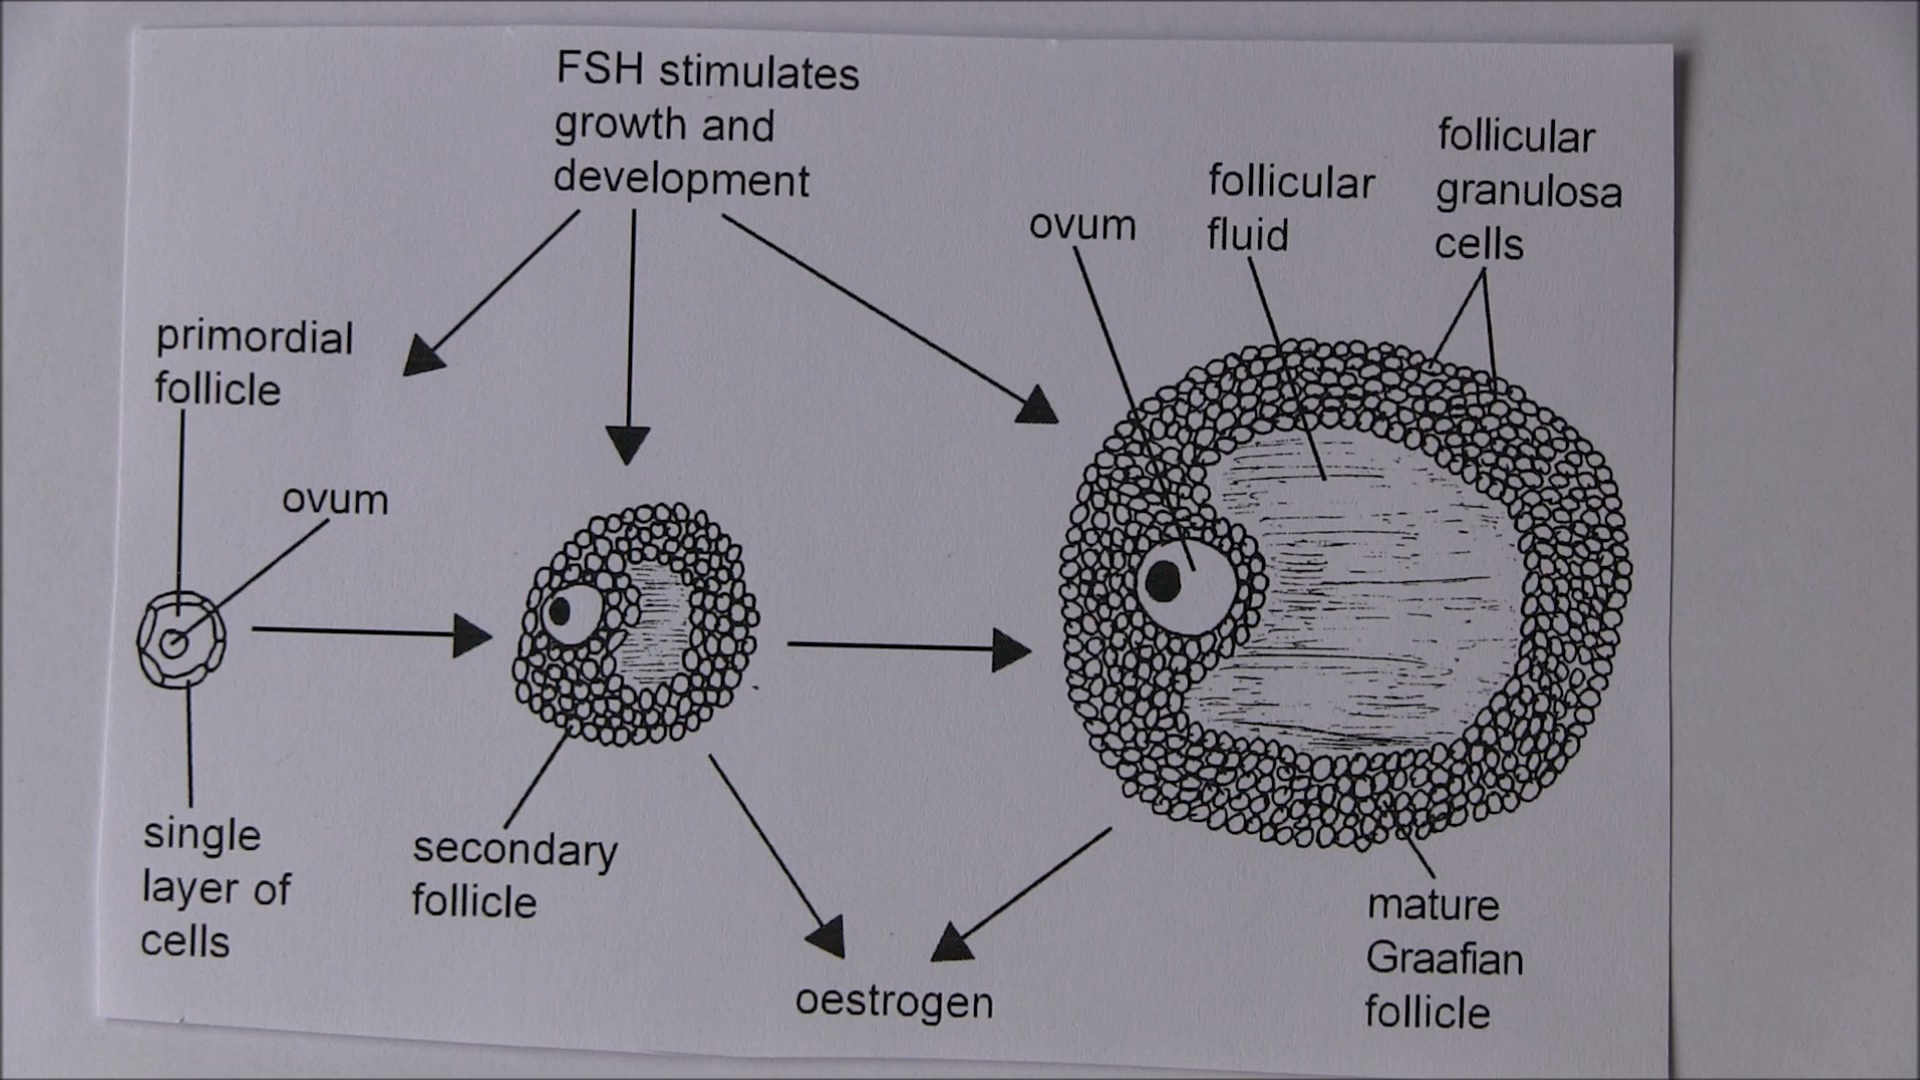 FSH stimulates
growth and
development
primordial
follicle
ovum
single
layer of
cells
secondary
follicle
oestrogen
ovum
follicular
fluid
follicular
granulosa
cells
mature
Graafian
follicle